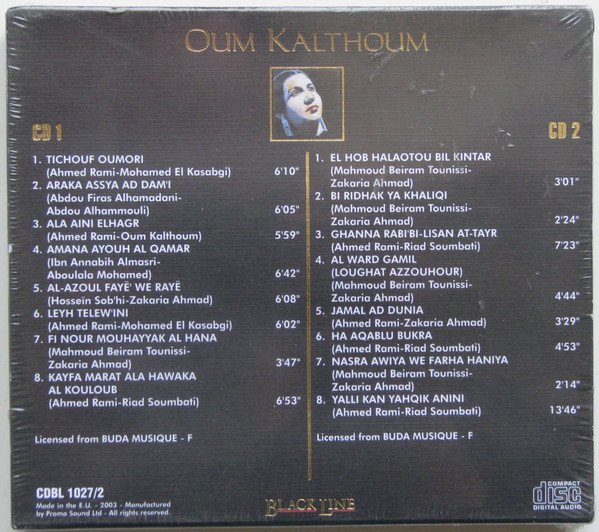 OUM KALTHOUM
CD 1
1. TICHOUF OUMORI
(Ahmed Rami-Mohamed El Kasabgi) 6'10"
2. ARAKA ASSYA AD DAM'I
(Abdou Firas Alhamadani-
Abdou Alhammouli) 6'05"
3. ALA AINI ELHAGR
(Ahmed Rami-Oum Kalthoum) 5'59"
4. AMANA AYOUH AL QAMAR
(Ibn Annabih Almasri-
Aboulala Mohamed) 6'42"
5. AL-AZOUL FAYË' WE RAYË
(Hosseïn Sob'hi-Zakaria Ahmad) 6'08"
6. LEYH TELEW'INI
(Ahmed Rami-Mohamed El Kasabgi) 6'02"
7. FI NOUR MOUHAYYAK AL HANA
(Mahmoud Beiram Tounissi-
Zakaria Ahmad) 3'47"
8. KAYFA MARAT ALA HAWAKA
AL KOULOUB
(Ahmed Rami-Riad Soumbati) 6'53"
Licensed from BUDA MUSIQUE - F
CD 2
1. EL HOB HALAOTOU BIL KINTAR
(Mahmoud Beiram Tounissi-
Zakaria Ahmad) 3'01"
2. BI RIDHAK YA KHALIQI
(Mahmoud Beiram Tounissi-
Zakaria Ahmad) 2'24"
3. GHANNA RABI'BI-LISAN AT-TAYR
(Ahmed Rami-Riad Soumbati) 7'23"
4. AL WARD GAMIL
(LOUGHAT AZZOUHOUR)
(Mahmoud Beiram Tounissi-
Zakaria Ahmad) 4'44"
5. JAMAL AD DUNIA
(Ahmed Rami-Zakaria Ahmad) 3'29"
6. HA AQABLU BUKRA
(Ahmed Rami-Riad Soumbati) 4'53"
7. NASRA AWIYA WE FARHA HANIYA
(Mahmoud Beiram Tounissi-
Zakaria Ahmad) 2'14"
8. YALLI KAN YAHQIK ANINI
(Ahmed Rami-Riad Soumbati) 13'46"
Licensed from BUDA MUSIQUE - F
CDBL 1027/2
Made in the E.U. - 2003 - Manufactured
by Promo Sound Ltd - All rights reserved.
BLACK LINE
COMPACT
disc
DIGITAL AUDIO